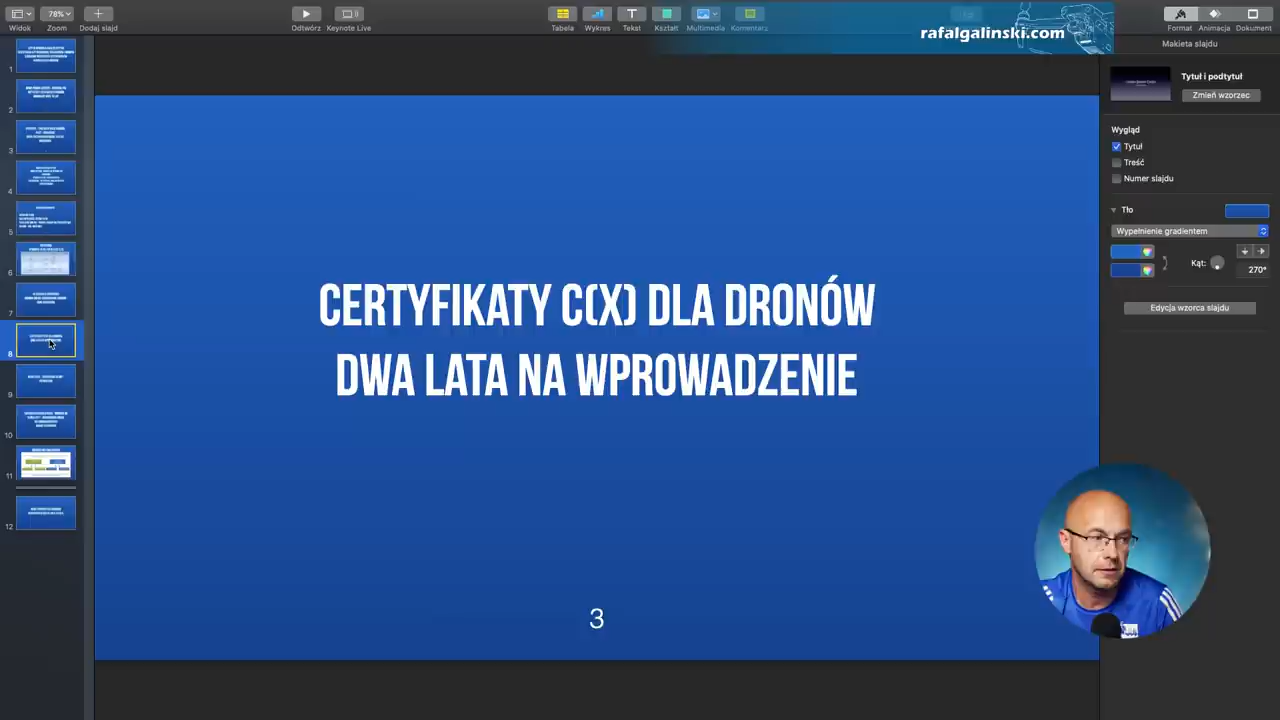 78%
Widok
Zoom
Dodaj slajd
Odtwórz
Keynote Live
Tabela
Wykres
Tekst
Kształt
Multimedia
Komentarz
rafalgalinski.com
Format
Animacja
Dokument
Makieta slajdu
Tytuł i podtytuł
Zmień wzorzec
Wygląd
Tytuł
Treść
Numer slajdu
Tło
Wypełnienie gradientem
Kąt:
270°
Edycja wzorca slajdu
1
2
3
4
5
6
7
8
9
10
11
12
CERTYFIKATY C(X) DLA DRONÓW
DWA LATA NA WPROWADZENIE
3